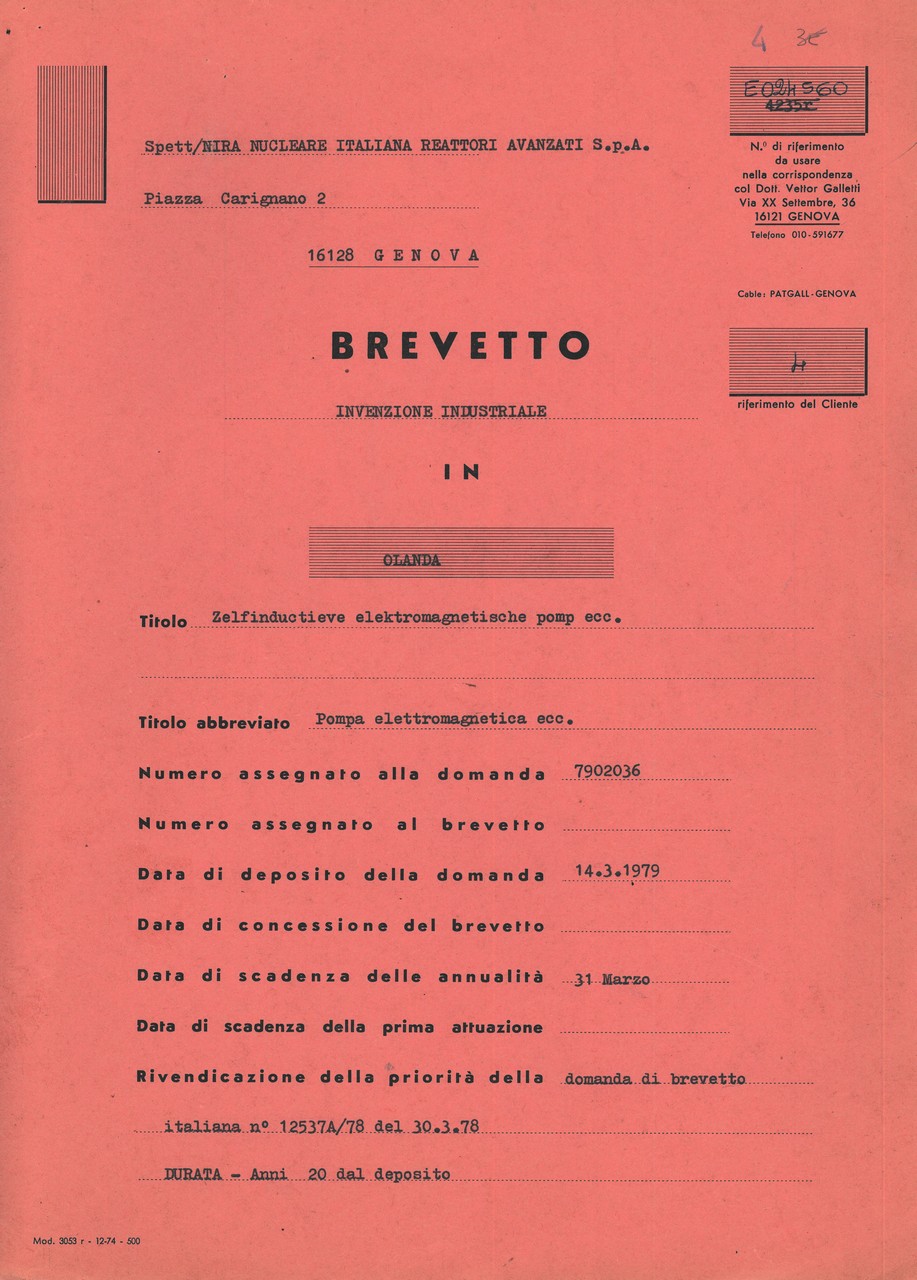 4 3
E024560
4235r
Spett/NIRA NUCLEARE ITALIANA REATTORI AVANZATI S.p.A.
Piazza Carignano 2
16128 GENOVA
N.º di riferimento
da usare
nella corrispondenza
col Dott. Vettor Galletti
Via XX Settembre, 36
16121 GENOVA
Telefono 010-591677
Cable: PATGALL-GENOVA
4
riferimento del Cliente
BREVETTO
INVENZIONE INDUSTRIALE
IN
OLANDA
Titolo Zelfinductieve elektromagnetische pomp ecc.
Titolo abbreviato Pompa elettromagnetica ecc.
Numero assegnato alla domanda 7902036
Numero assegnato al brevetto
Data di deposito della domanda 14.3.1979
Data di concessione del brevetto
Data di scadenza delle annualità 31 Marzo
Data di scadenza della prima attuazione
Rivendicazione della priorità della domanda di brevetto
italiana nº 12537A/78 del 30.3.78
DURATA - Anni 20 dal deposito
Mod. 3053 r - 12-74 - 500